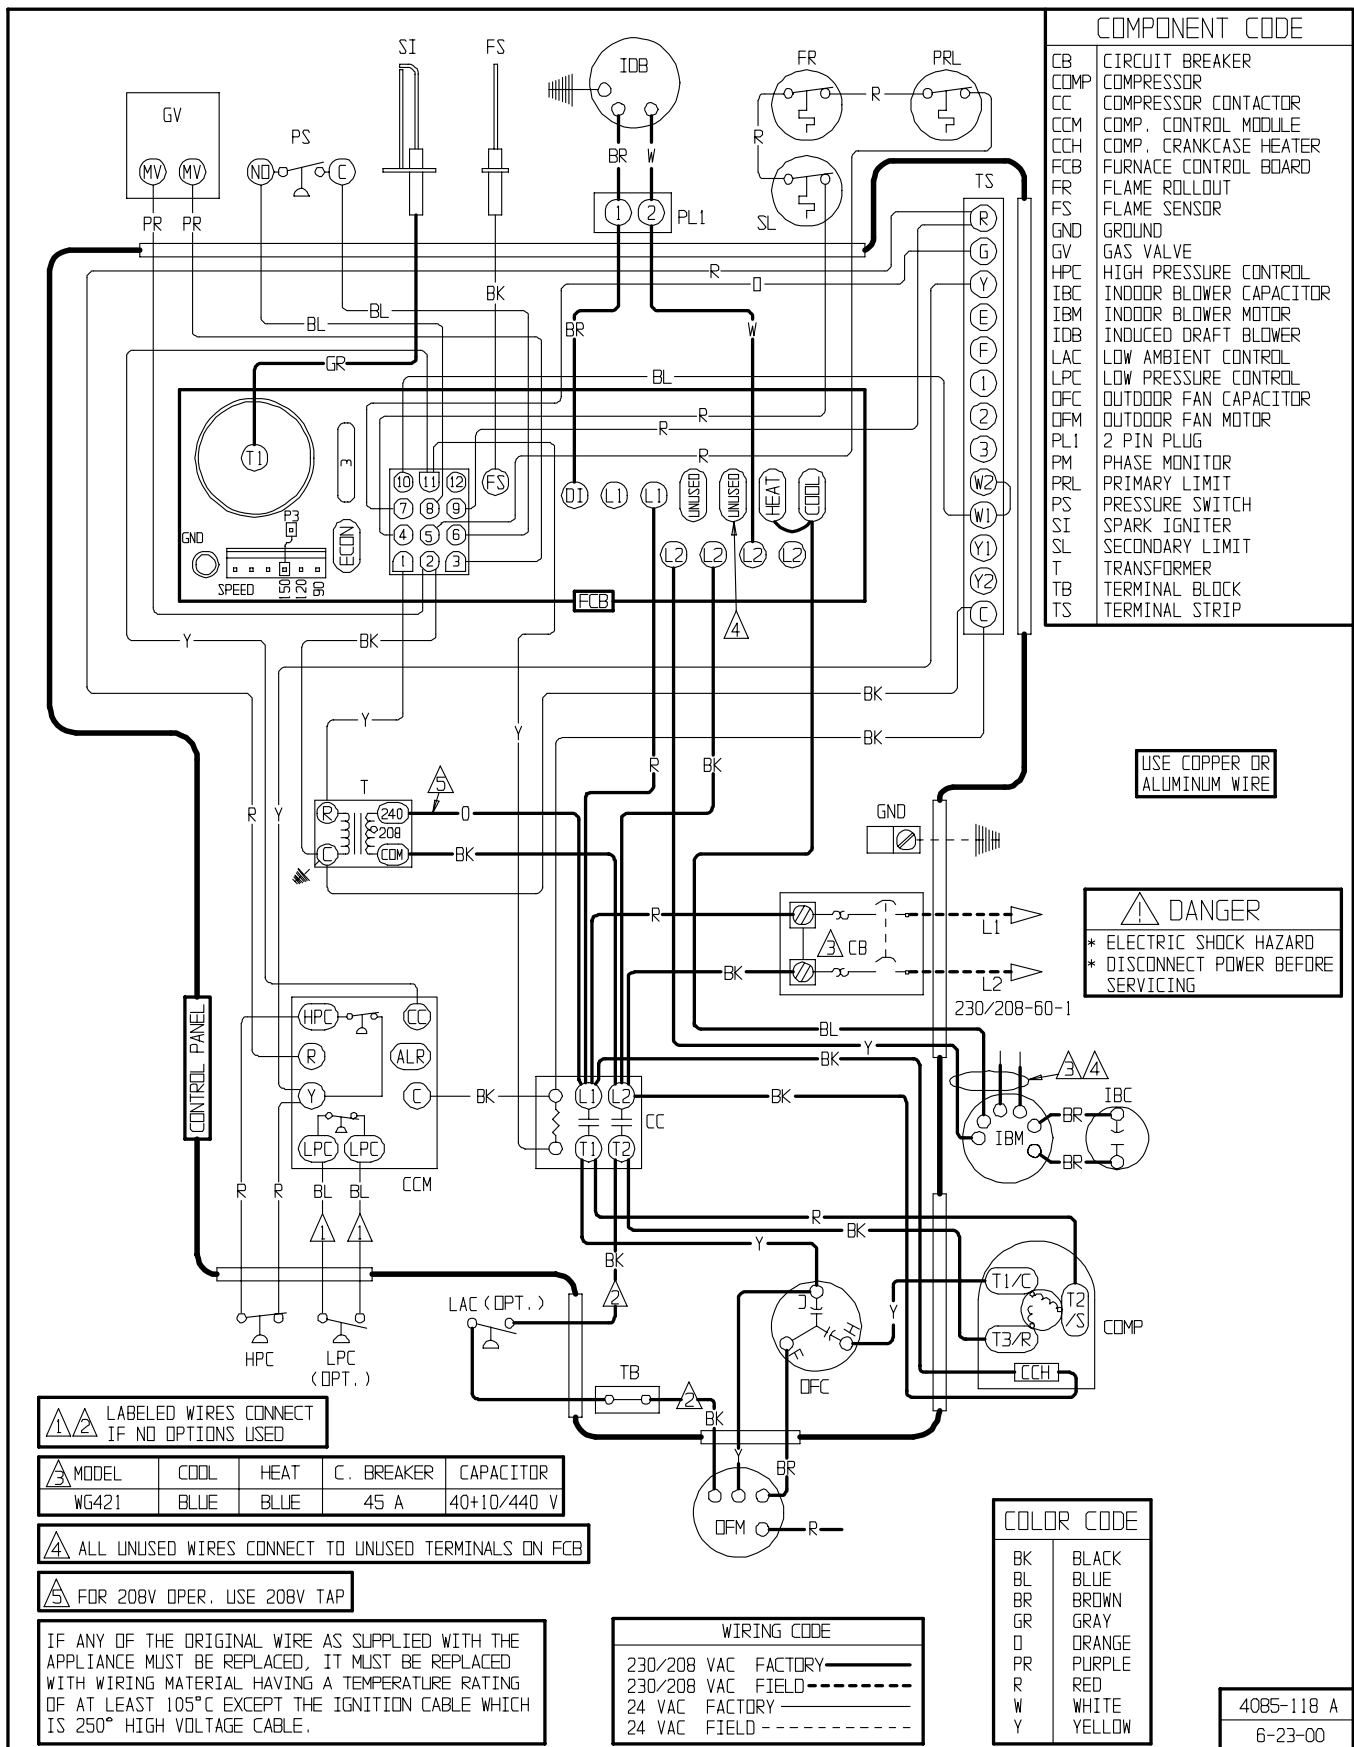 COMPONENT CODE
CB CIRCUIT BREAKER
COMP COMPRESSOR
CC COMPRESSOR CONTACTOR
CCM COMP. CONTROL MODULE
CCH COMP. CRANKCASE HEATER
FCB FURNACE CONTROL BOARD
FR FLAME ROLLOUT
FS FLAME SENSOR
GND GROUND
GV GAS VALVE
HPC HIGH PRESSURE CONTROL
IBC INDOOR BLOWER CAPACITOR
IBM INDOOR BLOWER MOTOR
IDB INDUCED DRAFT BLOWER
LAC LOW AMBIENT CONTROL
LPC LOW PRESSURE CONTROL
OFC OUTDOOR FAN CAPACITOR
OFM OUTDOOR FAN MOTOR
PL1 2 PIN PLUG
PM PHASE MONITOR
PRL PRIMARY LIMIT
PS PRESSURE SWITCH
SI SPARK IGNITER
SL SECONDARY LIMIT
T TRANSFORMER
TB TERMINAL BLOCK
TS TERMINAL STRIP
SI FS IDB FR PRL
GV PS
MV MV NO C
R
BR W
R
TS
1 2 PL1 SL
PR PR
R
G
Y
E
F
1
2
3
W2
W1
Y1
Y2
C
R
O
BK
BL
BL
BR W
GR
BL
R
R
R
T1
3
10 11 12
7 8 9
4 5 6
1 2 3
FS
DI L1 L1 UNUSED UNUSED HEAT COOL
L2 L2 L2 L2
P3
GND
ECON
SPEED 150 120 90
FCB
4
Y BK
BK
Y
Y
BK
R BK
USE COPPER OR
ALUMINUM WIRE
T 5
R 240 O
208
C COM BK
R Y
GND
R
3 CB
L1
BK
L2
230/208-60-1
DANGER
* ELECTRIC SHOCK HAZARD
* DISCONNECT POWER BEFORE
SERVICING
CONTROL PANEL
HPC CC
R ALR
Y C BK
LPC LPC
CCM
L1 L2
T1 T2
CC
BL
Y
BK
BK
3 4
IBC
BR
IBM
BR
R R BL BL
1 1
R
BK
Y
BK
2
LAC (OPT.)
HPC LPC
(OPT.)
C
H
F
OFC
Y
T1/C
T2
/S
T3/R
COMP
CCH
TB
2
BK
Y
BR
OFM R
1 2 LABELED WIRES CONNECT
IF NO OPTIONS USED
3 MODEL COOL HEAT C. BREAKER CAPACITOR
WG421 BLUE BLUE 45 A 40+10/440 V
4 ALL UNUSED WIRES CONNECT TO UNUSED TERMINALS ON FCB
5 FOR 208V OPER. USE 208V TAP
IF ANY OF THE ORIGINAL WIRE AS SUPPLIED WITH THE
APPLIANCE MUST BE REPLACED, IT MUST BE REPLACED
WITH WIRING MATERIAL HAVING A TEMPERATURE RATING
OF AT LEAST 105°C EXCEPT THE IGNITION CABLE WHICH
IS 250° HIGH VOLTAGE CABLE.
WIRING CODE
230/208 VAC FACTORY
230/208 VAC FIELD
24 VAC FACTORY
24 VAC FIELD
COLOR CODE
BK BLACK
BL BLUE
BR BROWN
GR GRAY
O ORANGE
PR PURPLE
R RED
W WHITE
Y YELLOW
4085-118 A
6-23-00